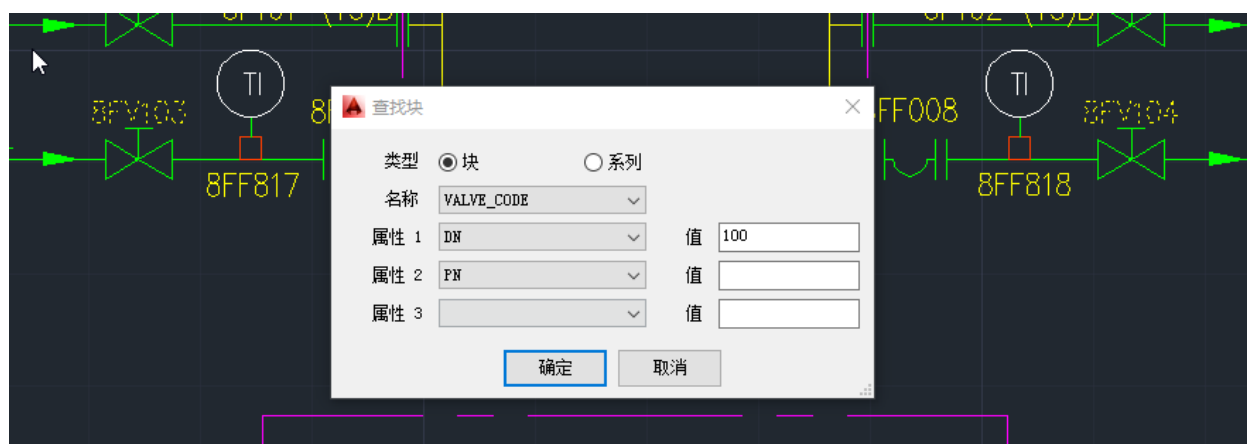 TI
TI
8FV103
FF008
8FV104
8FF817
8FF818
查找块
类型 块 系列
名称 VALVE_CODE
属性 1 DN 值 100
属性 2 PN 值
属性 3 值
确定 取消